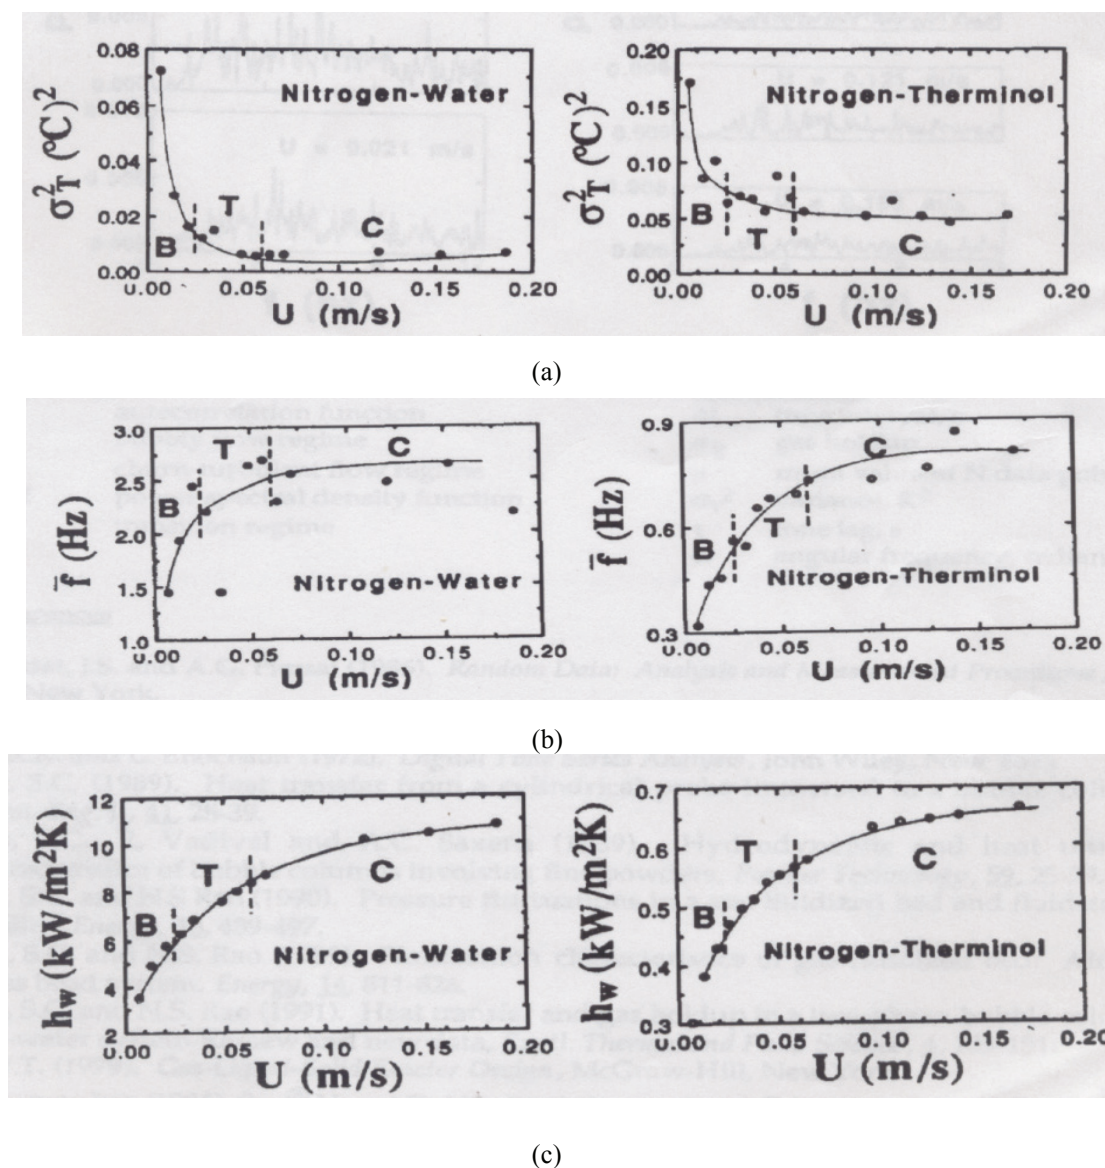 0.08
0.06
0.04
0.02
0.00
σ²T (°C)²
Nitrogen-Water
B
T
C
0.00 0.05 0.10 0.15 0.20
U (m/s)
0.20
0.15
0.10
0.05
0.00
σ²T (°C)²
Nitrogen-Therminol
B
T
C
0.00 0.05 0.10 0.15 0.20
U (m/s)
U = 0.021 m/s
(a)
3.0
2.5
2.0
1.5
1.0
f̄ (Hz)
T
C
B
Nitrogen-Water
0.00 0.05 0.10 0.15 0.20
U (m/s)
0.9
0.6
0.3
f̄ (Hz)
C
T
B
Nitrogen-Therminol
0.00 0.05 0.10 0.15 0.20
U (m/s)
(b)
12
10
8
6
4
2
hw (kW/m²K)
T
C
B
Nitrogen-Water
0.00 0.05 0.10 0.15 0.20
U (m/s)
0.7
0.6
0.5
0.4
0.3
hw (kW/m²K)
T
C
B
Nitrogen-Therminol
0.00 0.05 0.10 0.15 0.20
U (m/s)
(c)